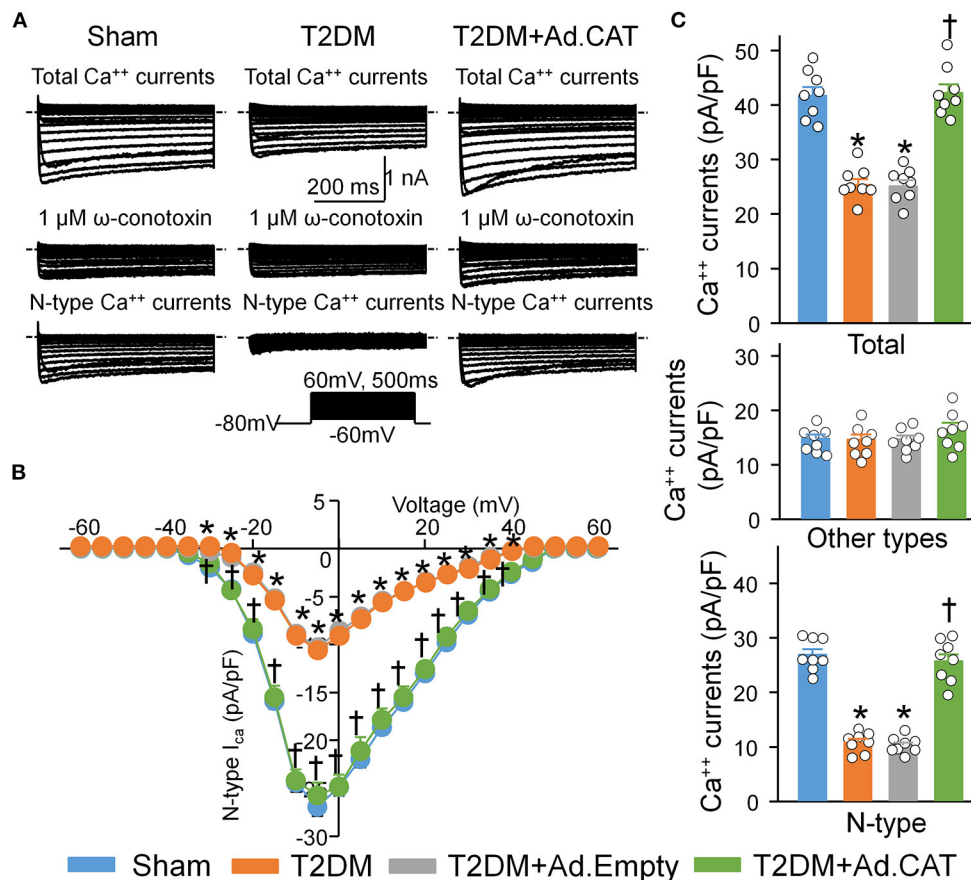 A
Sham T2DM T2DM+Ad.CAT
Total Ca++ currents Total Ca++ currents Total Ca++ currents
200 ms 1 nA
1 µM ω-conotoxin 1 µM ω-conotoxin 1 µM ω-conotoxin
N-type Ca++ currents N-type Ca++ currents N-type Ca++ currents
60mV, 500ms
-80mV
-60mV
B
Voltage (mV)
-60 -40 -20 20 40 60
5
0
-5
-15
-20
-30
N-type Ica (pA/pF)
* * * * * * * * * * * * * * *
† † † † † † † † † † † † † †
C
Ca++ currents (pA/pF)
50
40
30
20
10
0
* * †
Total
Ca++ currents
(pA/pF)
30
20
10
0
Other types
Ca++ currents (pA/pF)
40
30
20
10
0
* * †
N-type
Sham T2DM T2DM+Ad.Empty T2DM+Ad.CAT